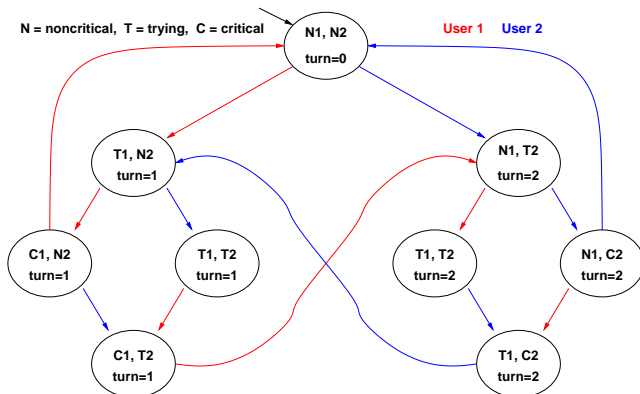 N = noncritical, T = trying, C = critical
User 1 User 2
N1, N2
turn=0
T1, N2
turn=1
N1, T2
turn=2
C1, N2
turn=1
T1, T2
turn=1
T1, T2
turn=2
N1, C2
turn=2
C1, T2
turn=1
T1, C2
turn=2